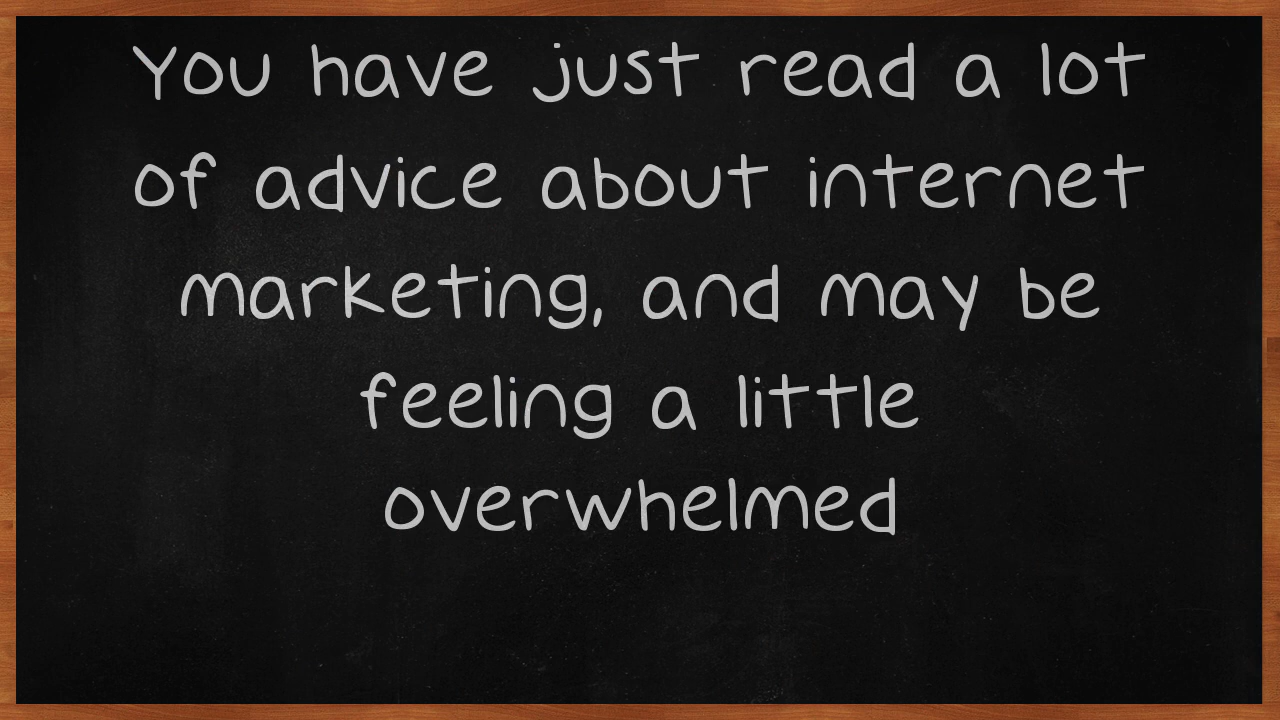 You have just read a lot
of advice about internet
marketing, and may be
feeling a little
overwhelmed